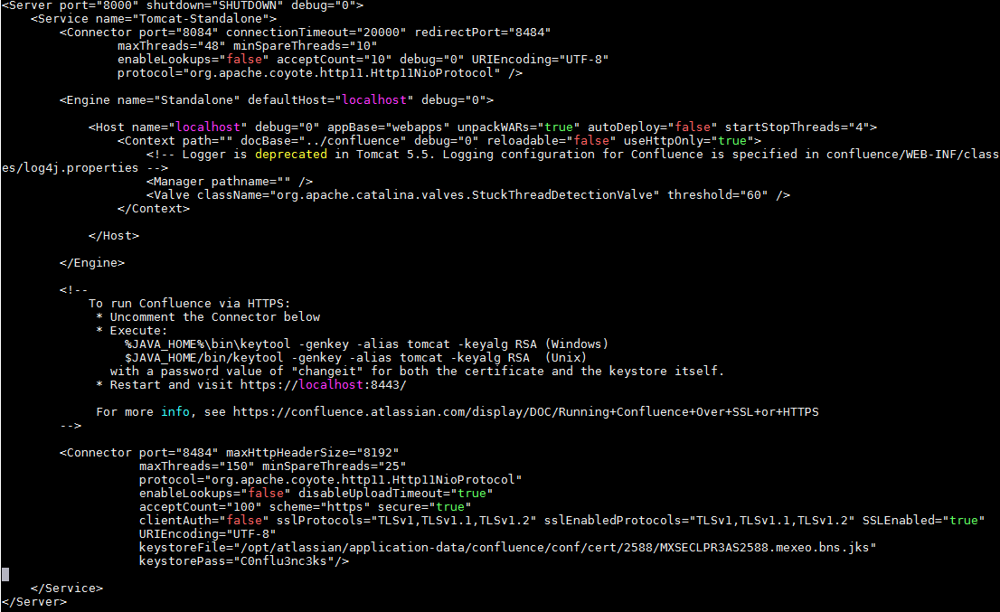 <Server port="8000" shutdown="SHUTDOWN" debug="0">
<Service name="Tomcat-Standalone">
<Connector port="8084" connectionTimeout="20000" redirectPort="8484"
maxThreads="48" minSpareThreads="10"
enableLookups="false" acceptCount="10" debug="0" URIEncoding="UTF-8"
protocol="org.apache.coyote.http11.Http11NioProtocol" />
<Engine name="Standalone" defaultHost="localhost" debug="0">
<Host name="localhost" debug="0" appBase="webapps" unpackWARs="true" autoDeploy="false" startStopThreads="4">
<Context path="" docBase="../confluence" debug="0" reloadable="false" useHttpOnly="true">
<!-- Logger is deprecated in Tomcat 5.5. Logging configuration for Confluence is specified in confluence/WEB-INF/class
es/log4j.properties -->
<Manager pathname="" />
<Valve className="org.apache.catalina.valves.StuckThreadDetectionValve" threshold="60" />
</Context>
</Host>
</Engine>
<!--
To run Confluence via HTTPS:
* Uncomment the Connector below
* Execute:
%JAVA_HOME%\bin\keytool -genkey -alias tomcat -keyalg RSA (Windows)
$JAVA_HOME/bin/keytool -genkey -alias tomcat -keyalg RSA  (Unix)
with a password value of "changeit" for both the certificate and the keystore itself.
* Restart and visit https://localhost:8443/
For more info, see https://confluence.atlassian.com/display/DOC/Running+Confluence+Over+SSL+or+HTTPS
-->
<Connector port="8484" maxHttpHeaderSize="8192"
maxThreads="150" minSpareThreads="25"
protocol="org.apache.coyote.http11.Http11NioProtocol"
enableLookups="false" disableUploadTimeout="true"
acceptCount="100" scheme="https" secure="true"
clientAuth="false" sslProtocols="TLSv1,TLSv1.1,TLSv1.2" sslEnabledProtocols="TLSv1,TLSv1.1,TLSv1.2" SSLEnabled="true"
URIEncoding="UTF-8"
keystoreFile="/opt/atlassian/application-data/confluence/conf/cert/2588/MXSECLPR3AS2588.mexeo.bns.jks"
keystorePass="C0nflu3nc3ks"/>
</Service>
</Server>